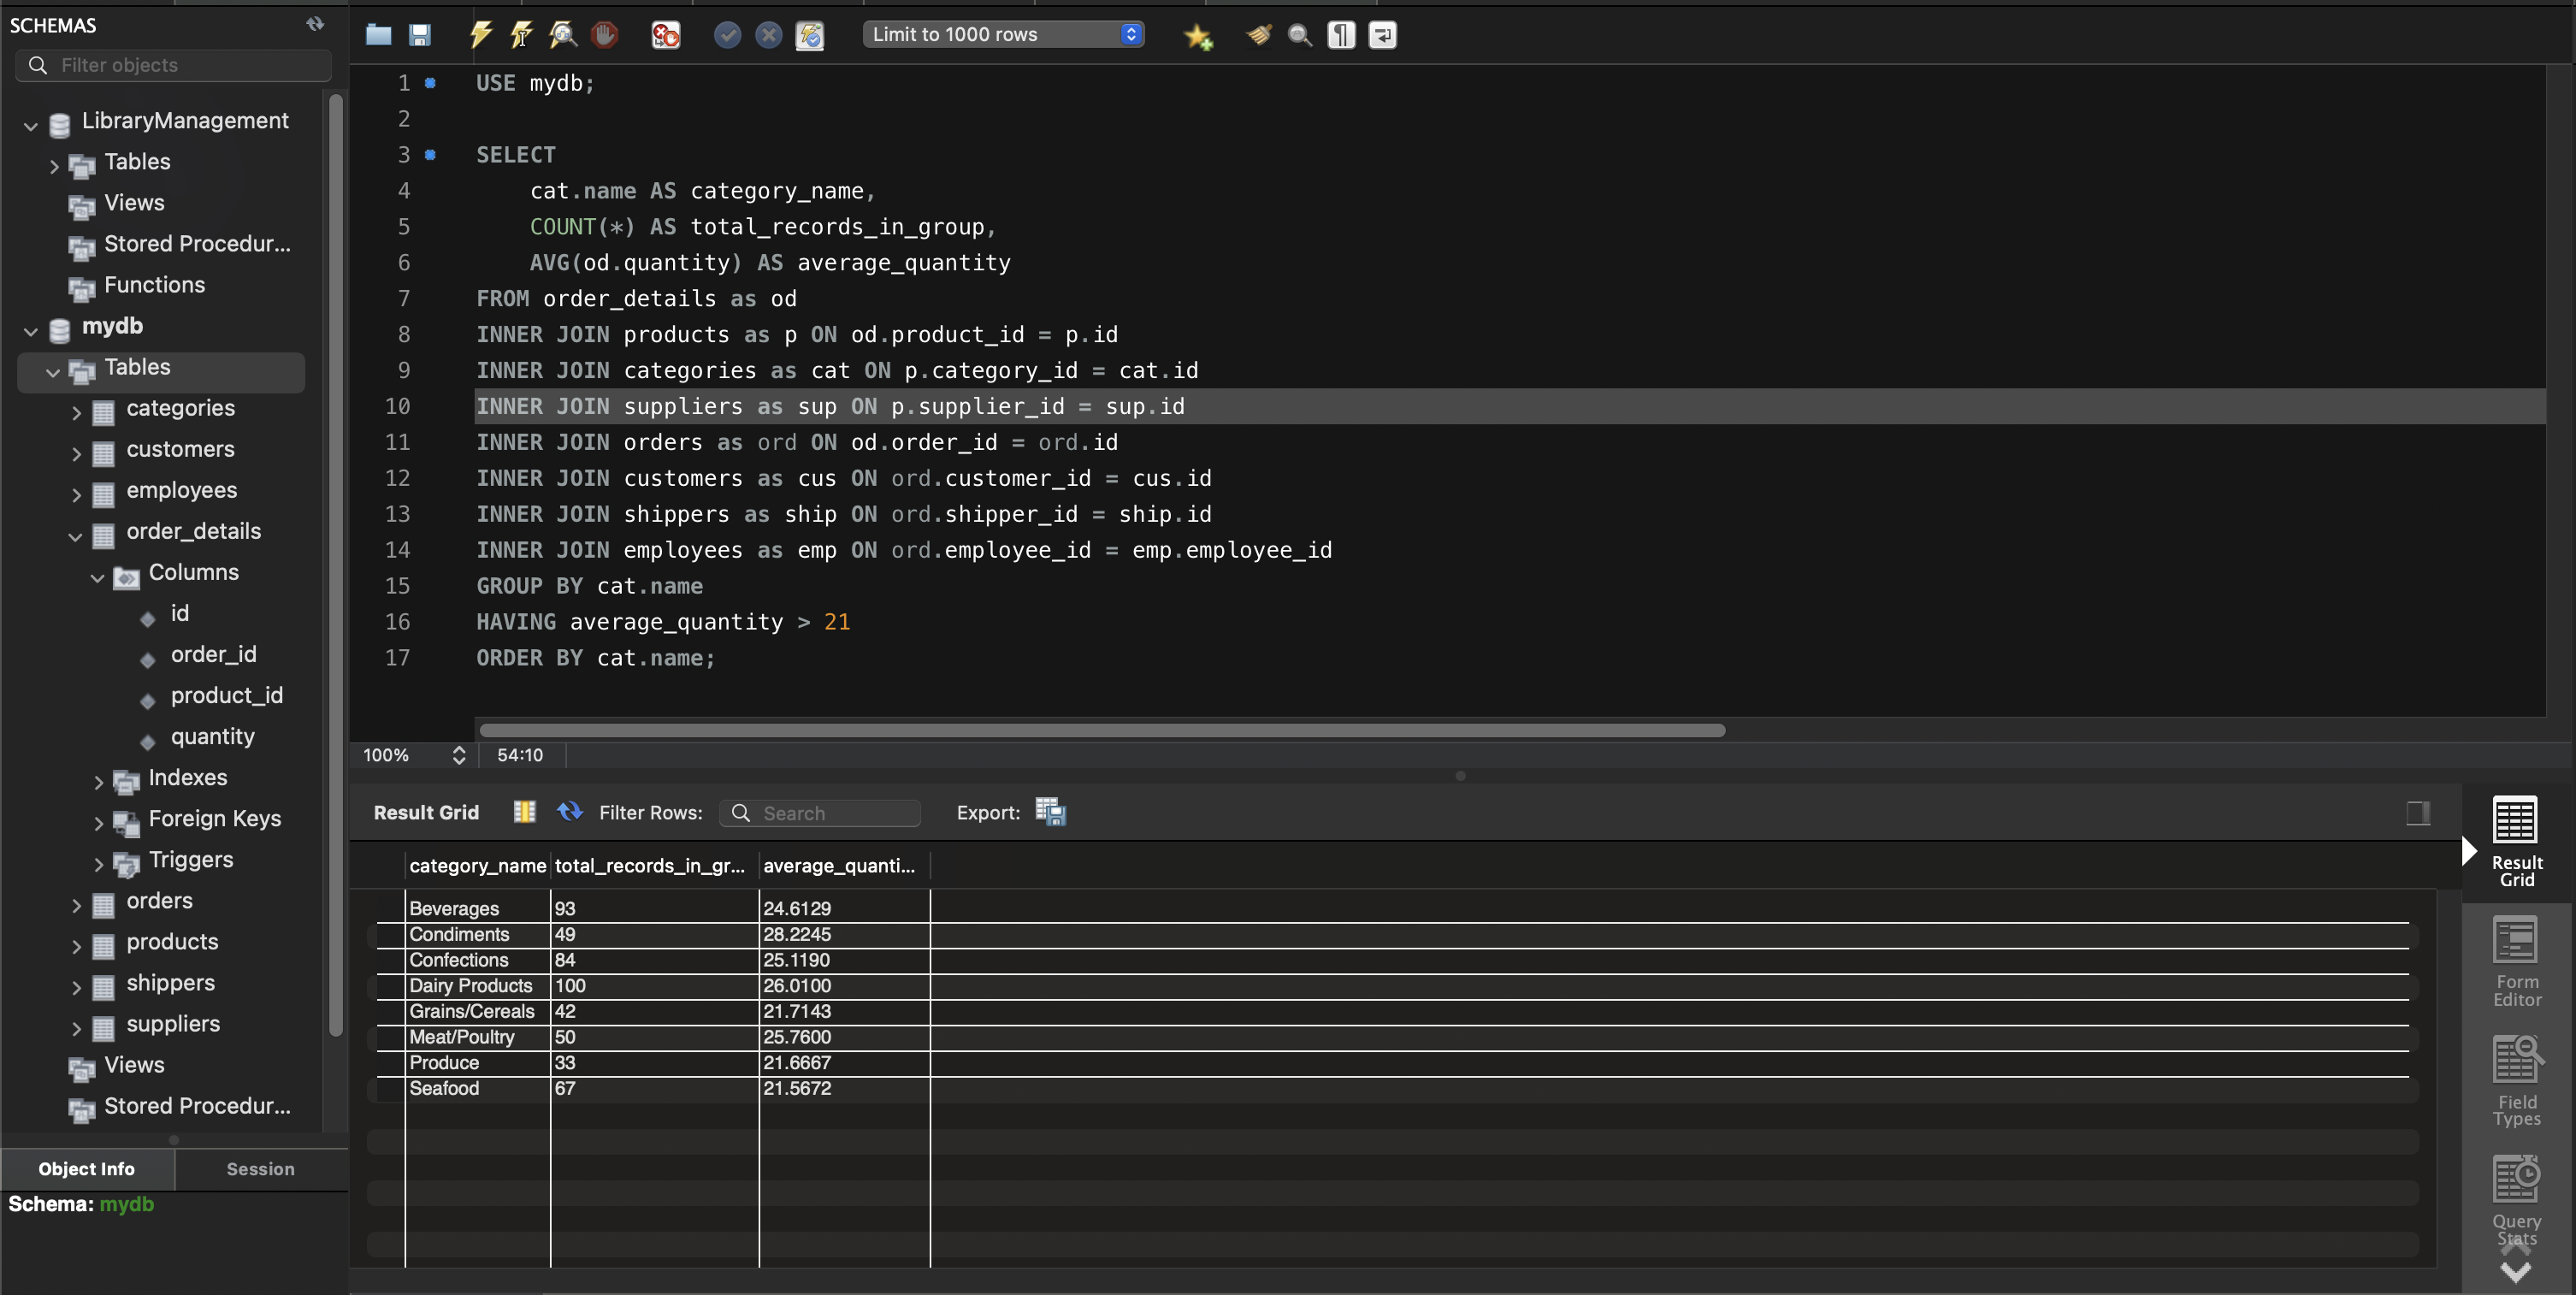 SCHEMAS
Filter objects
LibraryManagement
Tables
Views
Stored Procedur...
Functions
mydb
Tables
categories
customers
employees
order_details
Columns
id
order_id
product_id
quantity
Indexes
Foreign Keys
Triggers
orders
products
shippers
suppliers
Views
Stored Procedur...
Object Info Session
Schema: mydb
Limit to 1000 rows
1 USE mydb;
2
3 SELECT
4 cat.name AS category_name,
5 COUNT(*) AS total_records_in_group,
6 AVG(od.quantity) AS average_quantity
7 FROM order_details as od
8 INNER JOIN products as p ON od.product_id = p.id
9 INNER JOIN categories as cat ON p.category_id = cat.id
10 INNER JOIN suppliers as sup ON p.supplier_id = sup.id
11 INNER JOIN orders as ord ON od.order_id = ord.id
12 INNER JOIN customers as cus ON ord.customer_id = cus.id
13 INNER JOIN shippers as ship ON ord.shipper_id = ship.id
14 INNER JOIN employees as emp ON ord.employee_id = emp.employee_id
15 GROUP BY cat.name
16 HAVING average_quantity > 21
17 ORDER BY cat.name;
100% 54:10
Result Grid Filter Rows: Search Export:
category_name total_records_in_gr... average_quanti...
Beverages 93 24.6129
Condiments 49 28.2245
Confections 84 25.1190
Dairy Products 100 26.0100
Grains/Cereals 42 21.7143
Meat/Poultry 50 25.7600
Produce 33 21.6667
Seafood 67 21.5672
Result
Grid
Form
Editor
Field
Types
Query
Stats